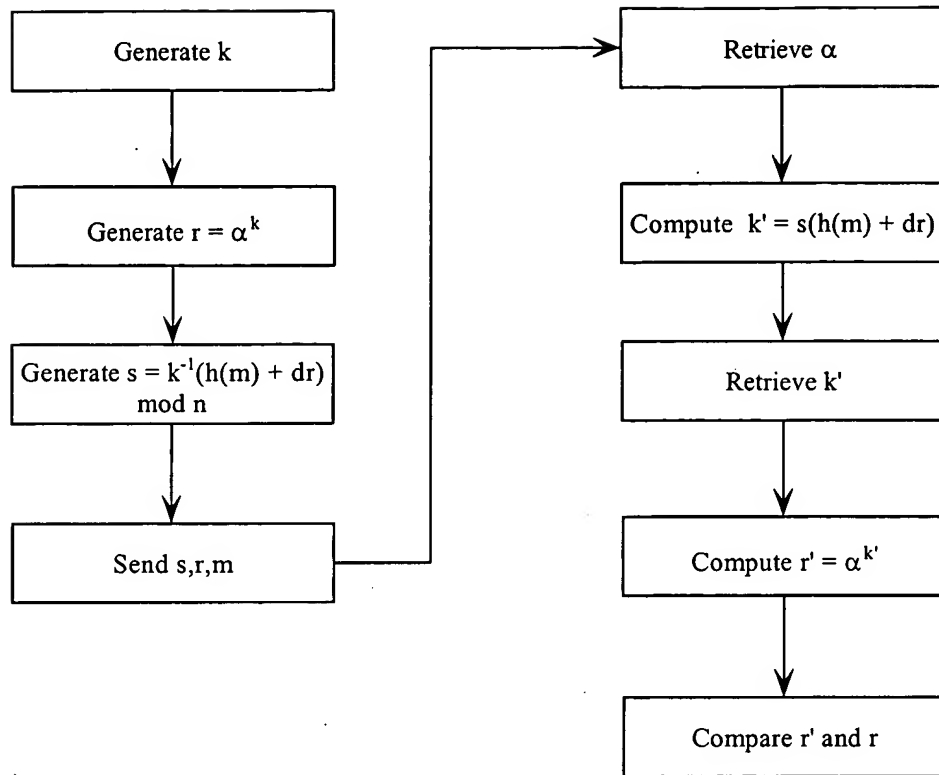 Generate k
Generate r = α^k
Generate s = k^-1(h(m) + dr)
mod n
Send s,r,m
Retrieve α
Compute k' = s(h(m) + dr)
Retrieve k'
Compute r' = α^k'
Compare r' and r